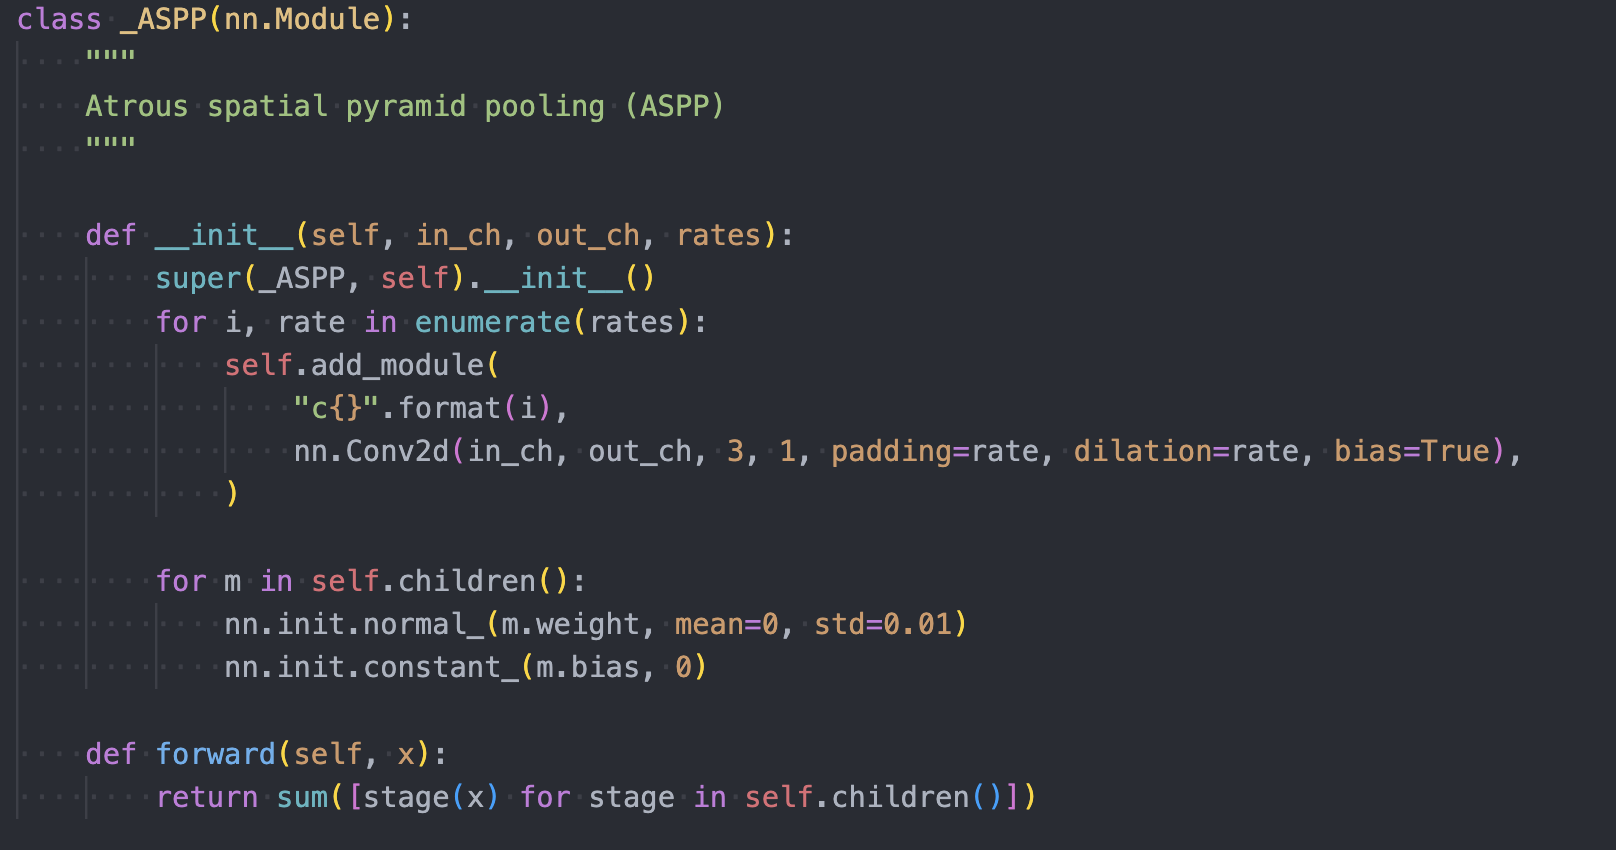 class _ASPP(nn.Module):
    """
    Atrous spatial pyramid pooling (ASPP)
    """

    def __init__(self, in_ch, out_ch, rates):
        super(_ASPP, self).__init__()
        for i, rate in enumerate(rates):
            self.add_module(
                "c{}".format(i),
                nn.Conv2d(in_ch, out_ch, 3, 1, padding=rate, dilation=rate, bias=True),
            )

        for m in self.children():
            nn.init.normal_(m.weight, mean=0, std=0.01)
            nn.init.constant_(m.bias, 0)

    def forward(self, x):
        return sum([stage(x) for stage in self.children()])